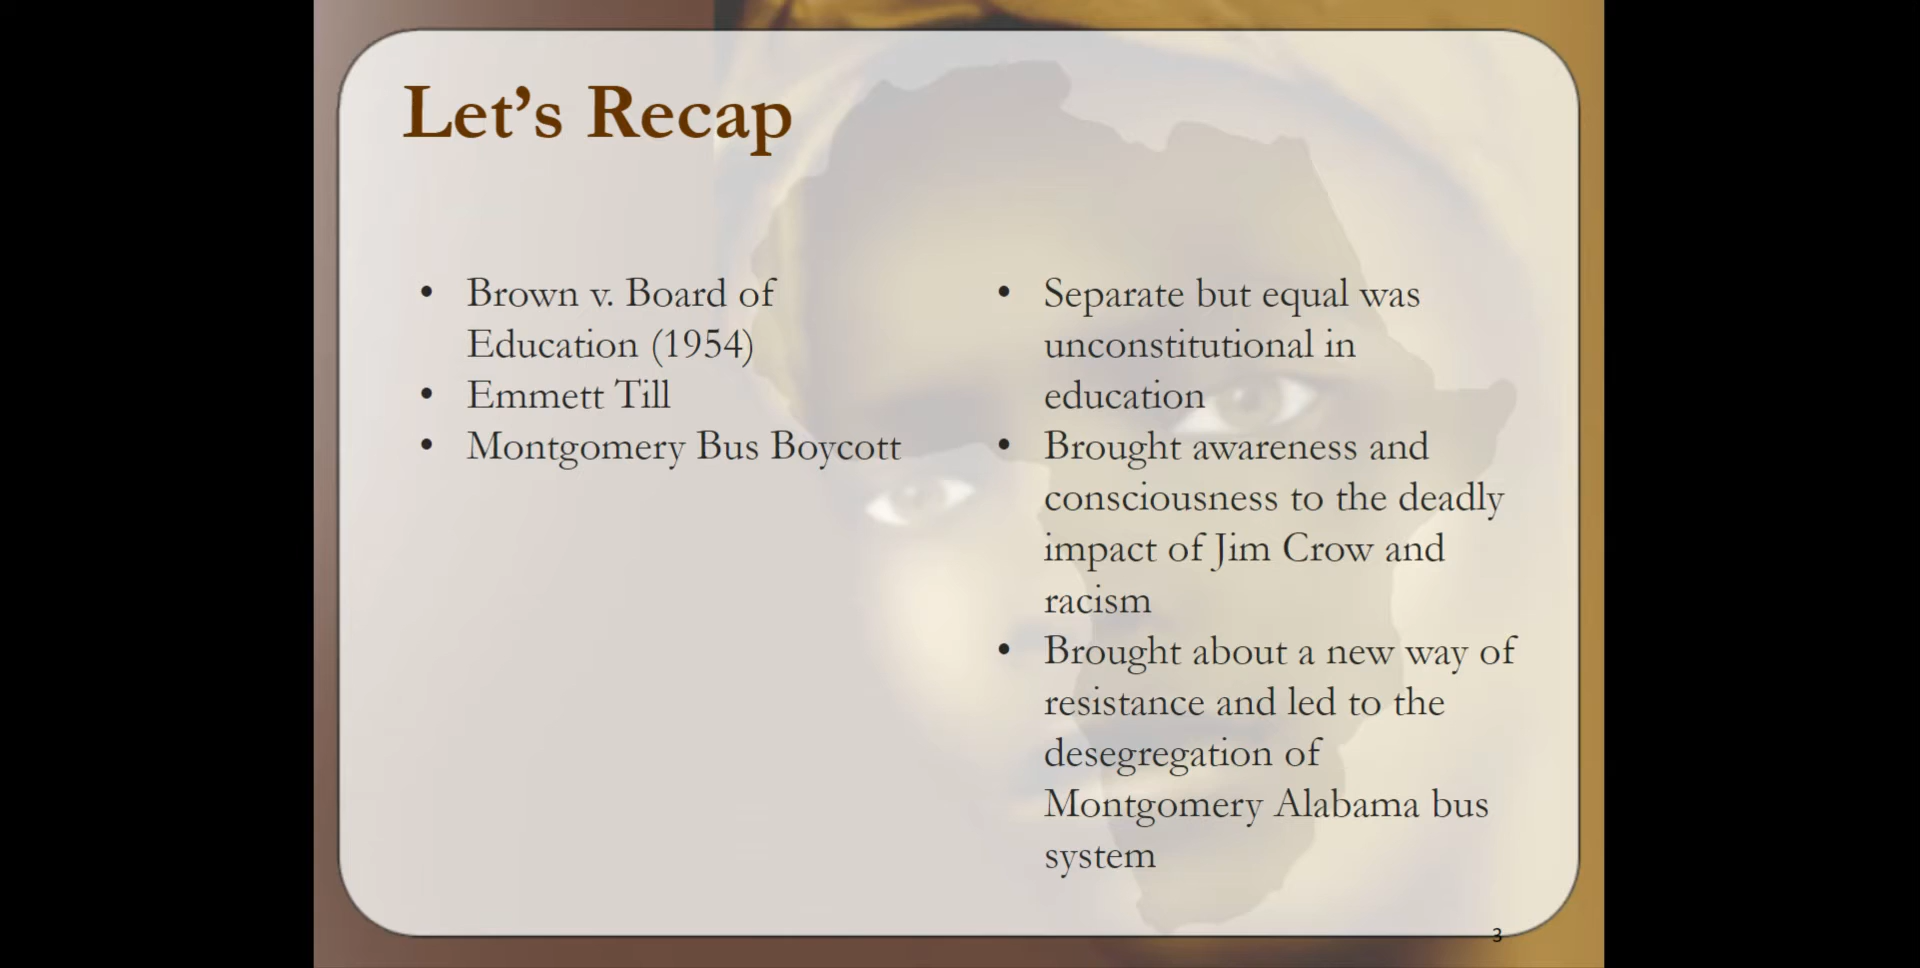 Let’s Recap
• Brown v. Board of
Education (1954)
• Emmett Till
• Montgomery Bus Boycott
• Separate but equal was
unconstitutional in
education
• Brought awareness and
consciousness to the deadly
impact of Jim Crow and
racism
• Brought about a new way of
resistance and led to the
desegregation of
Montgomery Alabama bus
system
3